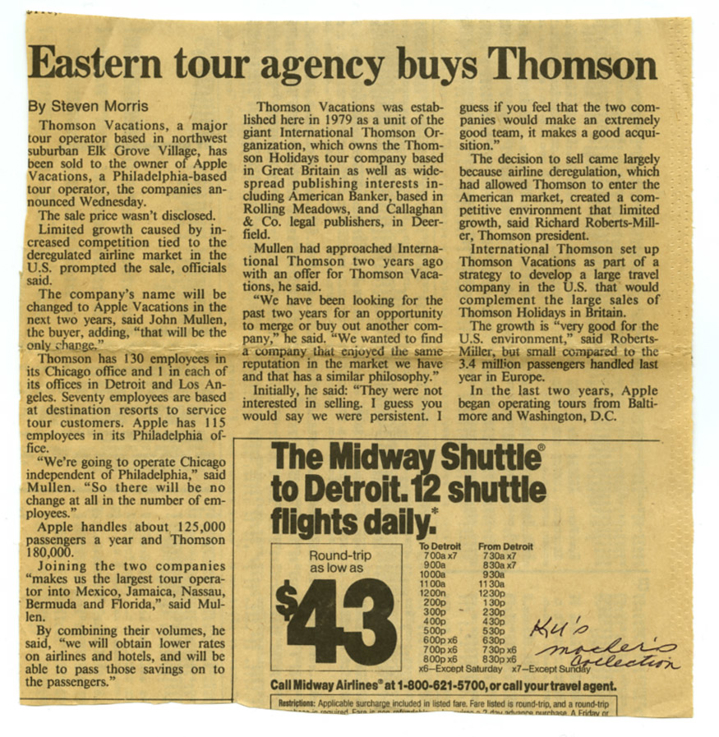 Eastern tour agency buys Thomson
By Steven Morris
Thomson Vacations, a major
tour operator based in northwest
suburban Elk Grove Village, has
been sold to the owner of Apple
Vacations, a Philadelphia-based
tour operator, the companies an-
nounced Wednesday.
The sale price wasn't disclosed.
Limited growth caused by in-
creased competition tied to the
deregulated airline market in the
U.S. prompted the sale, officials
said.
The company's name will be
changed to Apple Vacations in the
next two years, said John Mullen,
the buyer, adding, "that will be the
only change."
Thomson has 130 employees in
its Chicago office and 1 in each of
its offices in Detroit and Los An-
geles. Seventy employees are based
at destination resorts to service
tour customers. Apple has 115
employees in its Philadelphia of-
fice.
"We're going to operate Chicago
independent of Philadelphia," said
Mullen. "So there will be no
change at all in the number of em-
ployees."
Apple handles about 125,000
passengers a year and Thomson
180,000.
Joining the two companies
"makes us the largest tour opera-
tor into Mexico, Jamaica, Nassau,
Bermuda and Florida," said Mul-
len.
By combining their volumes, he
said, "we will obtain lower rates
on airlines and hotels, and will be
able to pass those savings on to
the passengers."
Thomson Vacations was estab-
lished here in 1979 as a unit of the
giant International Thomson Or-
ganization, which owns the Thom-
son Holidays tour company based
in Great Britain as well as wide-
spread publishing interests in-
cluding American Banker, based in
Rolling Meadows, and Callaghan
& Co. legal publishers, in Deer-
field.
Mullen had approached Interna-
tional Thomson two years ago
with an offer for Thomson Vaca-
tions, he said.
"We have been looking for the
past two years for an opportunity
to merge or buy out another com-
pany," he said. "We wanted to find
a company that enjoyed the same
reputation in the market we have
and that has a similar philosophy."
Initially, he said: "They were not
interested in selling. I guess you
would say we were persistent. I
guess if you feel that the two com-
panies would make an extremely
good team, it makes a good acqui-
sition."
The decision to sell came largely
because airline deregulation, which
had allowed Thomson to enter the
American market, created a com-
petitive environment that limited
growth, said Richard Roberts-Mill-
er, Thomson president.
International Thomson set up
Thomson Vacations as part of a
strategy to develop a large travel
company in the U.S. that would
complement the large sales of
Thomson Holidays in Britain.
The growth is "very good for the
U.S. environment," said Roberts-
Miller, but small compared to the
3.4 million passengers handled last
year in Europe.
In the last two years, Apple
began operating tours from Balti-
more and Washington, D.C.
The Midway Shuttle®
to Detroit. 12 shuttle
flights daily.*
Round-trip
as low as
$43
To Detroit From Detroit
700a x7 730a x7
900a 830a x7
1000a 930a
1100a 1130a
1200n 1230p
200p 130p
300p 230p
400p 430p
500p 530p
600p x6 630p
700p x6 730p x6
800p x6 830p x6
x6—Except Saturday x7—Except Sunday
mother's
Collection
Call Midway Airlines® at 1-800-621-5700, or call your travel agent.
Restrictions: Applicable surcharge included in listed fare. Fare listed is round-trip, and a round-trip
is required. Fare is 2 day advance purchase. A Friday or